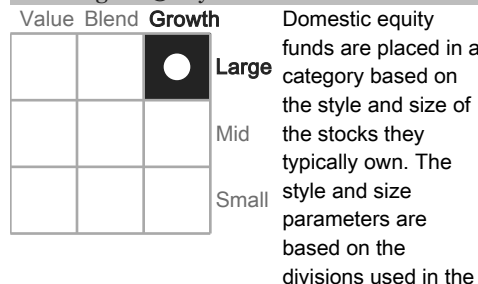 Value Blend Growth
Large
Mid
Small
Domestic equity
funds are placed in a
category based on
the style and size of
the stocks they
typically own. The
style and size
parameters are
based on the
divisions used in the